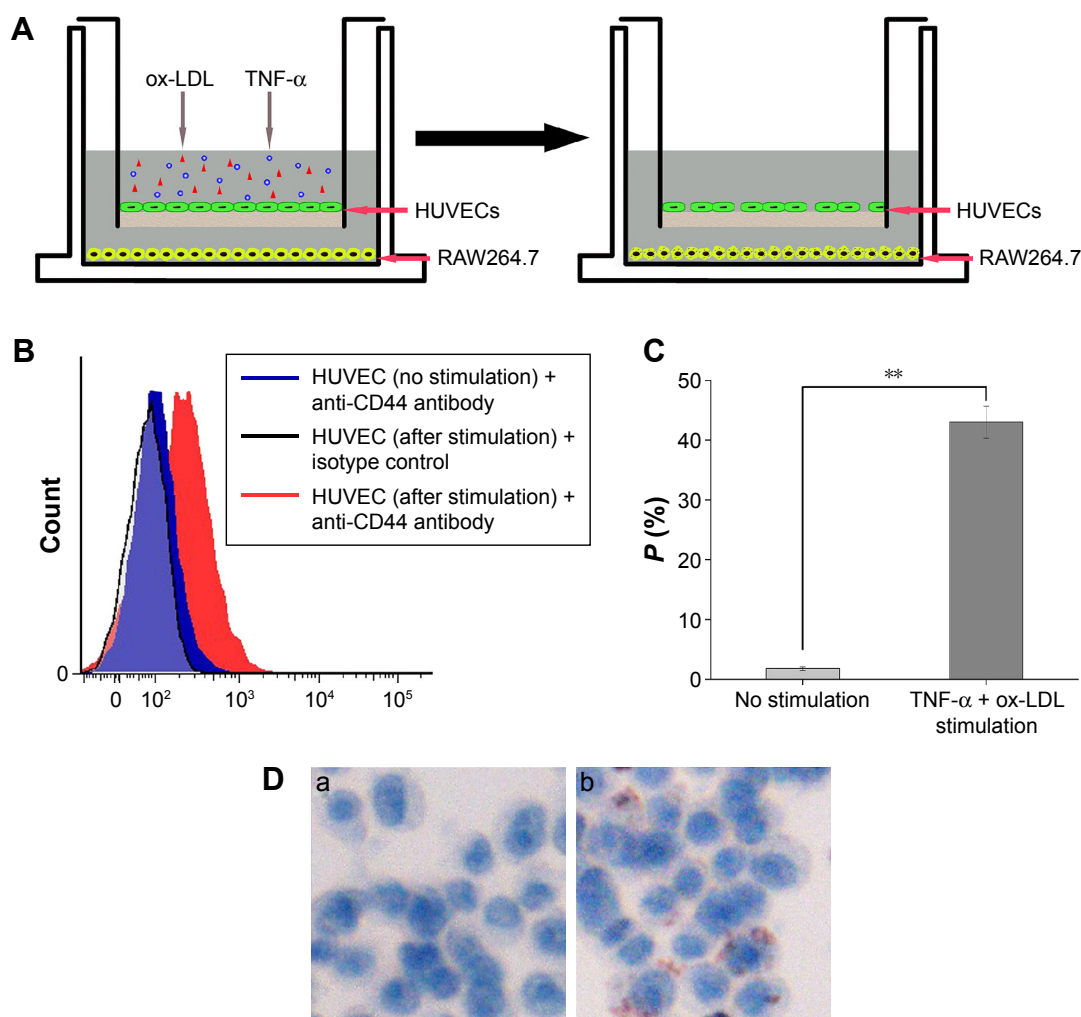 A
ox-LDL TNF-α
HUVECs
RAW264.7
HUVECs
RAW264.7
B
HUVEC (no stimulation) +
anti-CD44 antibody
HUVEC (after stimulation) +
isotype control
HUVEC (after stimulation) +
anti-CD44 antibody
Count
0
0 10² 10³ 10⁴ 10⁵
C
**
P (%)
50
40
30
20
10
0
No stimulation
TNF-α + ox-LDL
stimulation
D
a
b